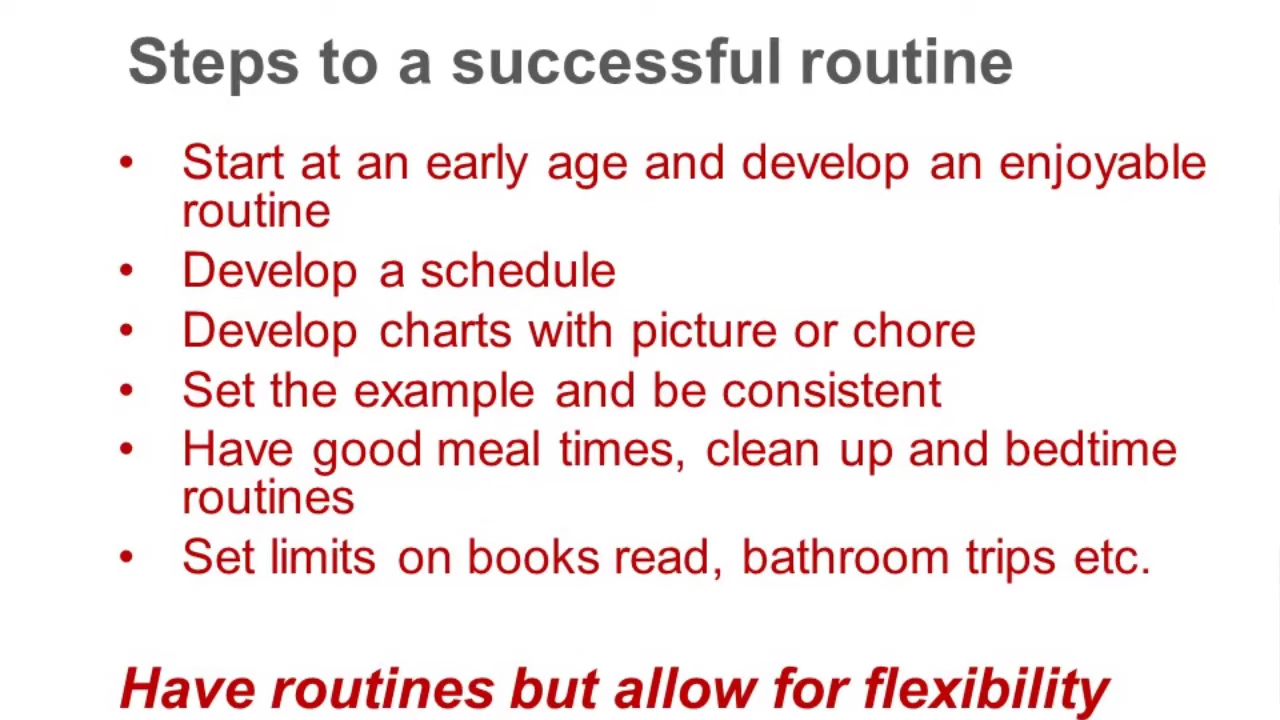 Steps to a successful routine
• Start at an early age and develop an enjoyable
routine
• Develop a schedule
• Develop charts with picture or chore
• Set the example and be consistent
• Have good meal times, clean up and bedtime
routines
• Set limits on books read, bathroom trips etc.
Have routines but allow for flexibility